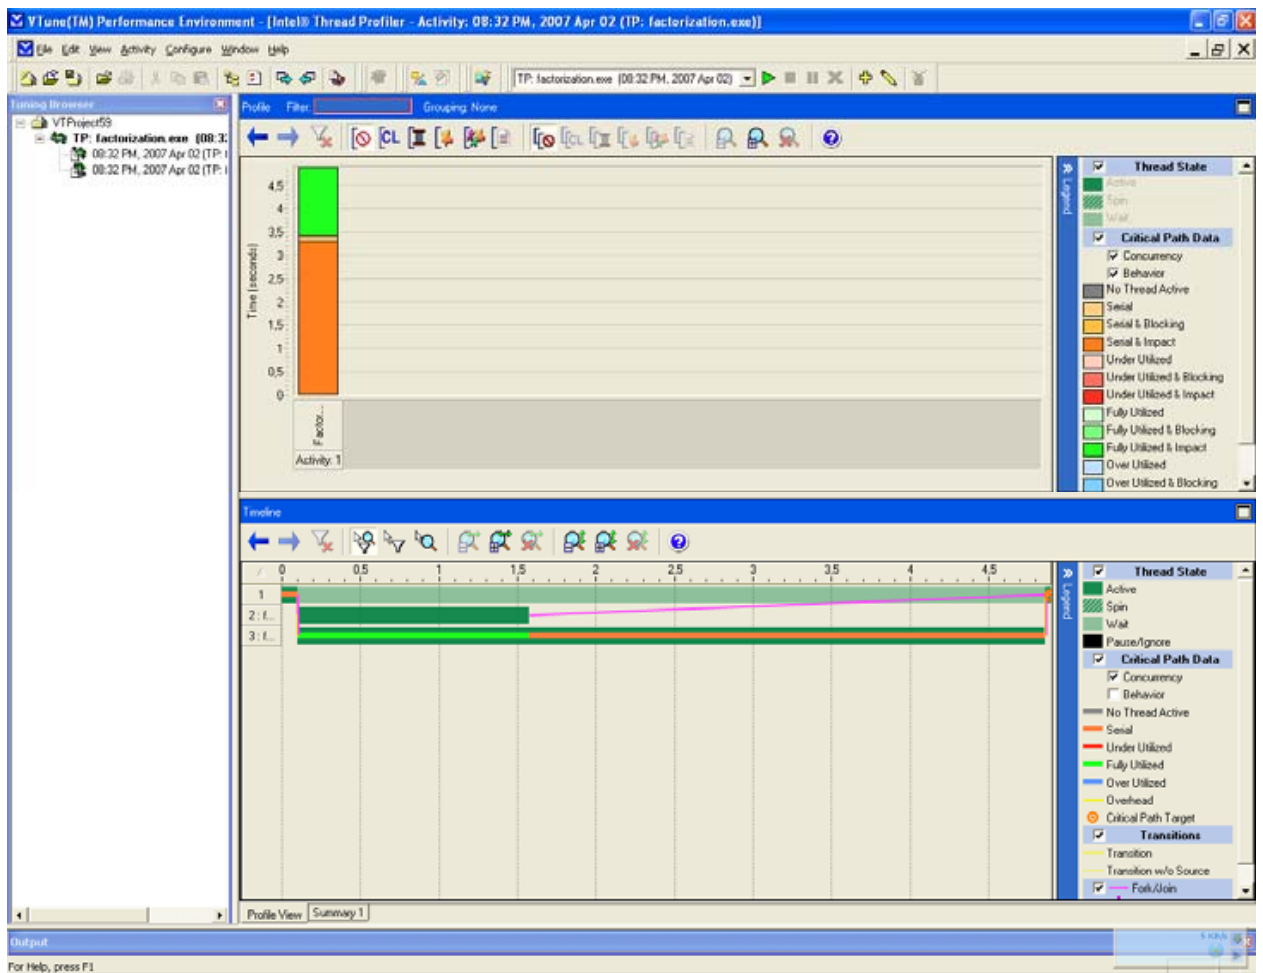 VTune(TM) Performance Environment - [Intel® Thread Profiler - Activity: 08:32 PM, 2007 Apr 02 (TP: factorization.exe)]
File Edit View Activity Configure Window Help
TP: factorization.exe (08:32 PM, 2007 Apr 02)
Tuning Browser
VTProject59
TP: factorization.exe (08:32
08:32 PM, 2007 Apr 02 (TP: f
08:32 PM, 2007 Apr 02 (TP: f
Profile Filter: Grouping: None
CL CL
Time (seconds)
4,5
4
3,5
3
2,5
2
1,5
1
0,5
0
Factor...
Activity: 1
Legend
Thread State
Active
Spin
Wait
Critical Path Data
Concurrency
Behavior
No Thread Active
Serial
Serial & Blocking
Serial & Impact
Under Utilized
Under Utilized & Blocking
Under Utilized & Impact
Fully Utilized
Fully Utilized & Blocking
Fully Utilized & Impact
Over Utilized
Over Utilized & Blocking
Timeline
/ 0 0,5 1 1,5 2 2,5 3 3,5 4 4,5
1
2 : f...
3 : f...
Legend
Thread State
Active
Spin
Wait
Pause/Ignore
Critical Path Data
Concurrency
Behavior
No Thread Active
Serial
Under Utilized
Fully Utilized
Over Utilized
Overhead
Critical Path Target
Transitions
Transition
Transition w/o Source
Fork/Join
Profile View Summary 1
Output
For Help, press F1